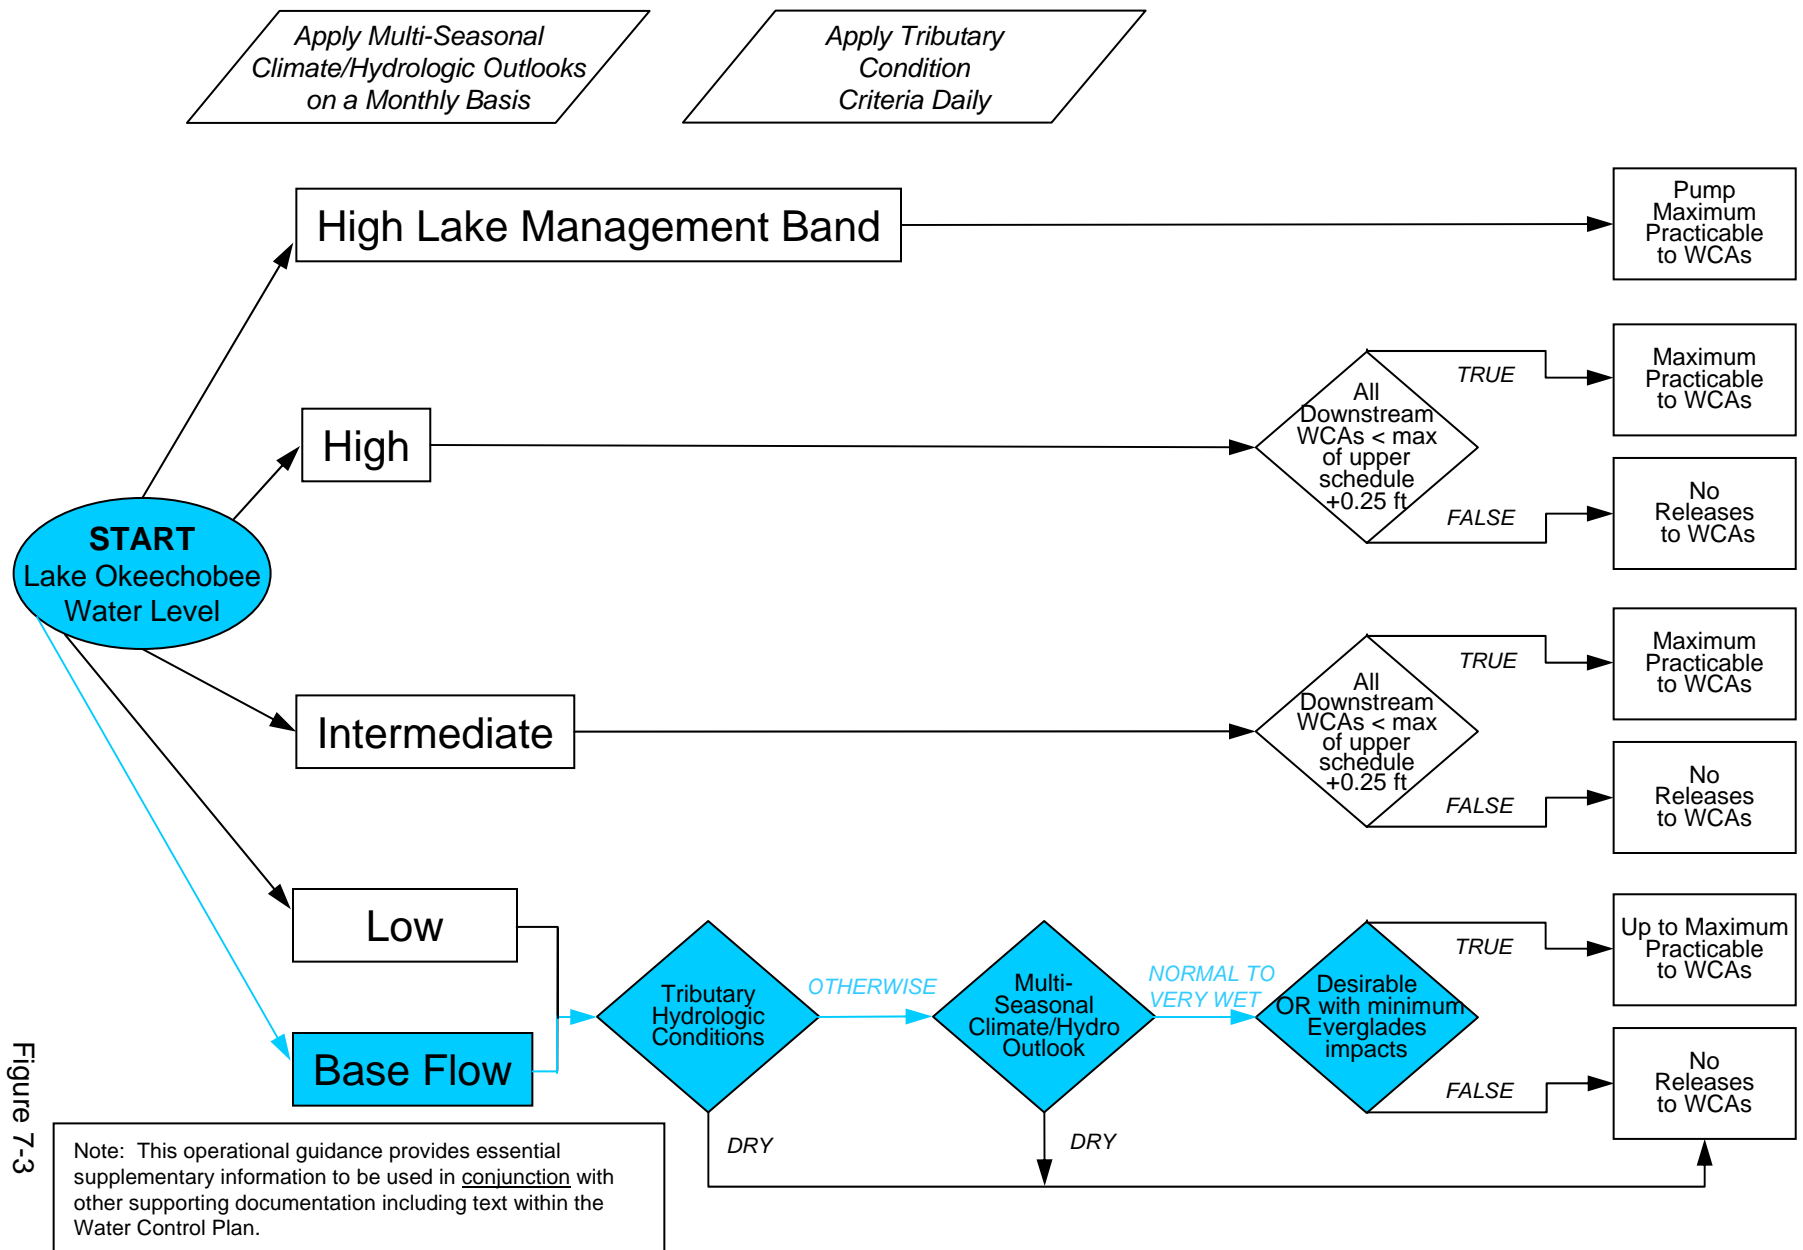 Apply Multi-Seasonal
Climate/Hydrologic Outlooks
on a Monthly Basis
Apply Tributary
Condition
Criteria Daily
High Lake Management Band
Pump
Maximum
Practicable
to WCAs
High
All
Downstream
WCAs < max
of upper
schedule
+0.25 ft
TRUE
Maximum
Practicable
to WCAs
FALSE
No
Releases
to WCAs
START
Lake Okeechobee
Water Level
Intermediate
All
Downstream
WCAs < max
of upper
schedule
+0.25 ft
TRUE
Maximum
Practicable
to WCAs
FALSE
No
Releases
to WCAs
Low
Base Flow
Tributary
Hydrologic
Conditions
OTHERWISE
Multi-
Seasonal
Climate/Hydro
Outlook
NORMAL TO
VERY WET
Desirable
OR with minimum
Everglades
impacts
TRUE
Up to Maximum
Practicable
to WCAs
FALSE
No
Releases
to WCAs
DRY
DRY
Note: This operational guidance provides essential
supplementary information to be used in conjunction with
other supporting documentation including text within the
Water Control Plan.
Figure 7-3